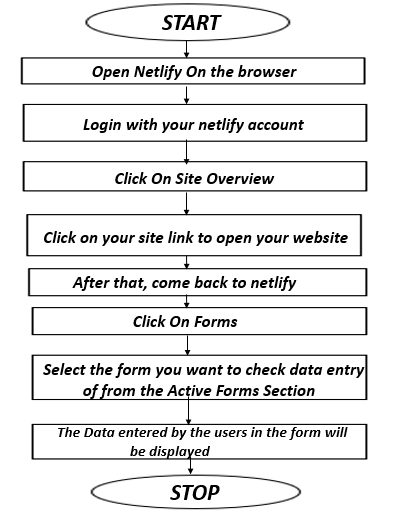 START
Open Netlify On the browser
Login with your netlify account
Click On Site Overview
Click on your site link to open your website
After that, come back to netlify
Click On Forms
Select the form you want to check data entry
of from the Active Forms Section
The Data entered by the users in the form will
be displayed
STOP